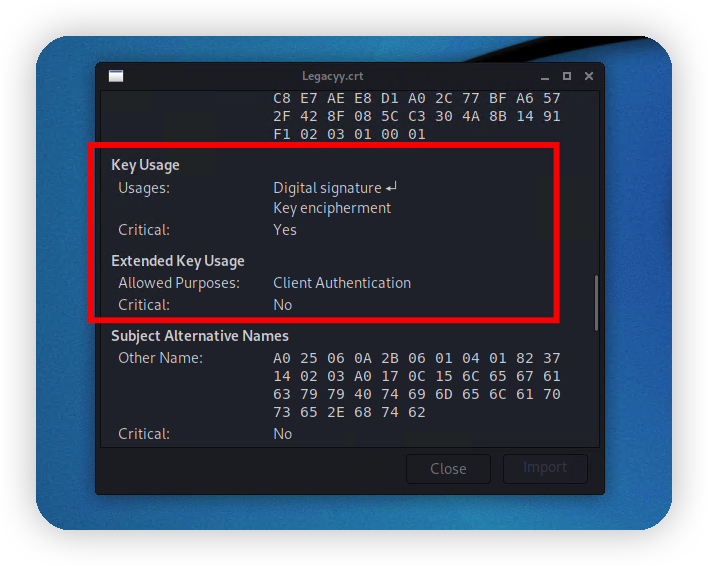 Legacyy.crt
C8 E7 AE E8 D1 A0 2C 77 BF A6 57
2F 42 8F 08 5C C3 30 4A 8B 14 91
F1 02 03 01 00 01
Key Usage
Usages: Digital signature ↵
Key encipherment
Critical: Yes
Extended Key Usage
Allowed Purposes: Client Authentication
Critical: No
Subject Alternative Names
Other Name: A0 25 06 0A 2B 06 01 04 01 82 37
14 02 03 A0 17 0C 15 6C 65 67 61
63 79 79 40 74 69 6D 65 6C 61 70
73 65 2E 68 74 62
Critical: No
Close Import